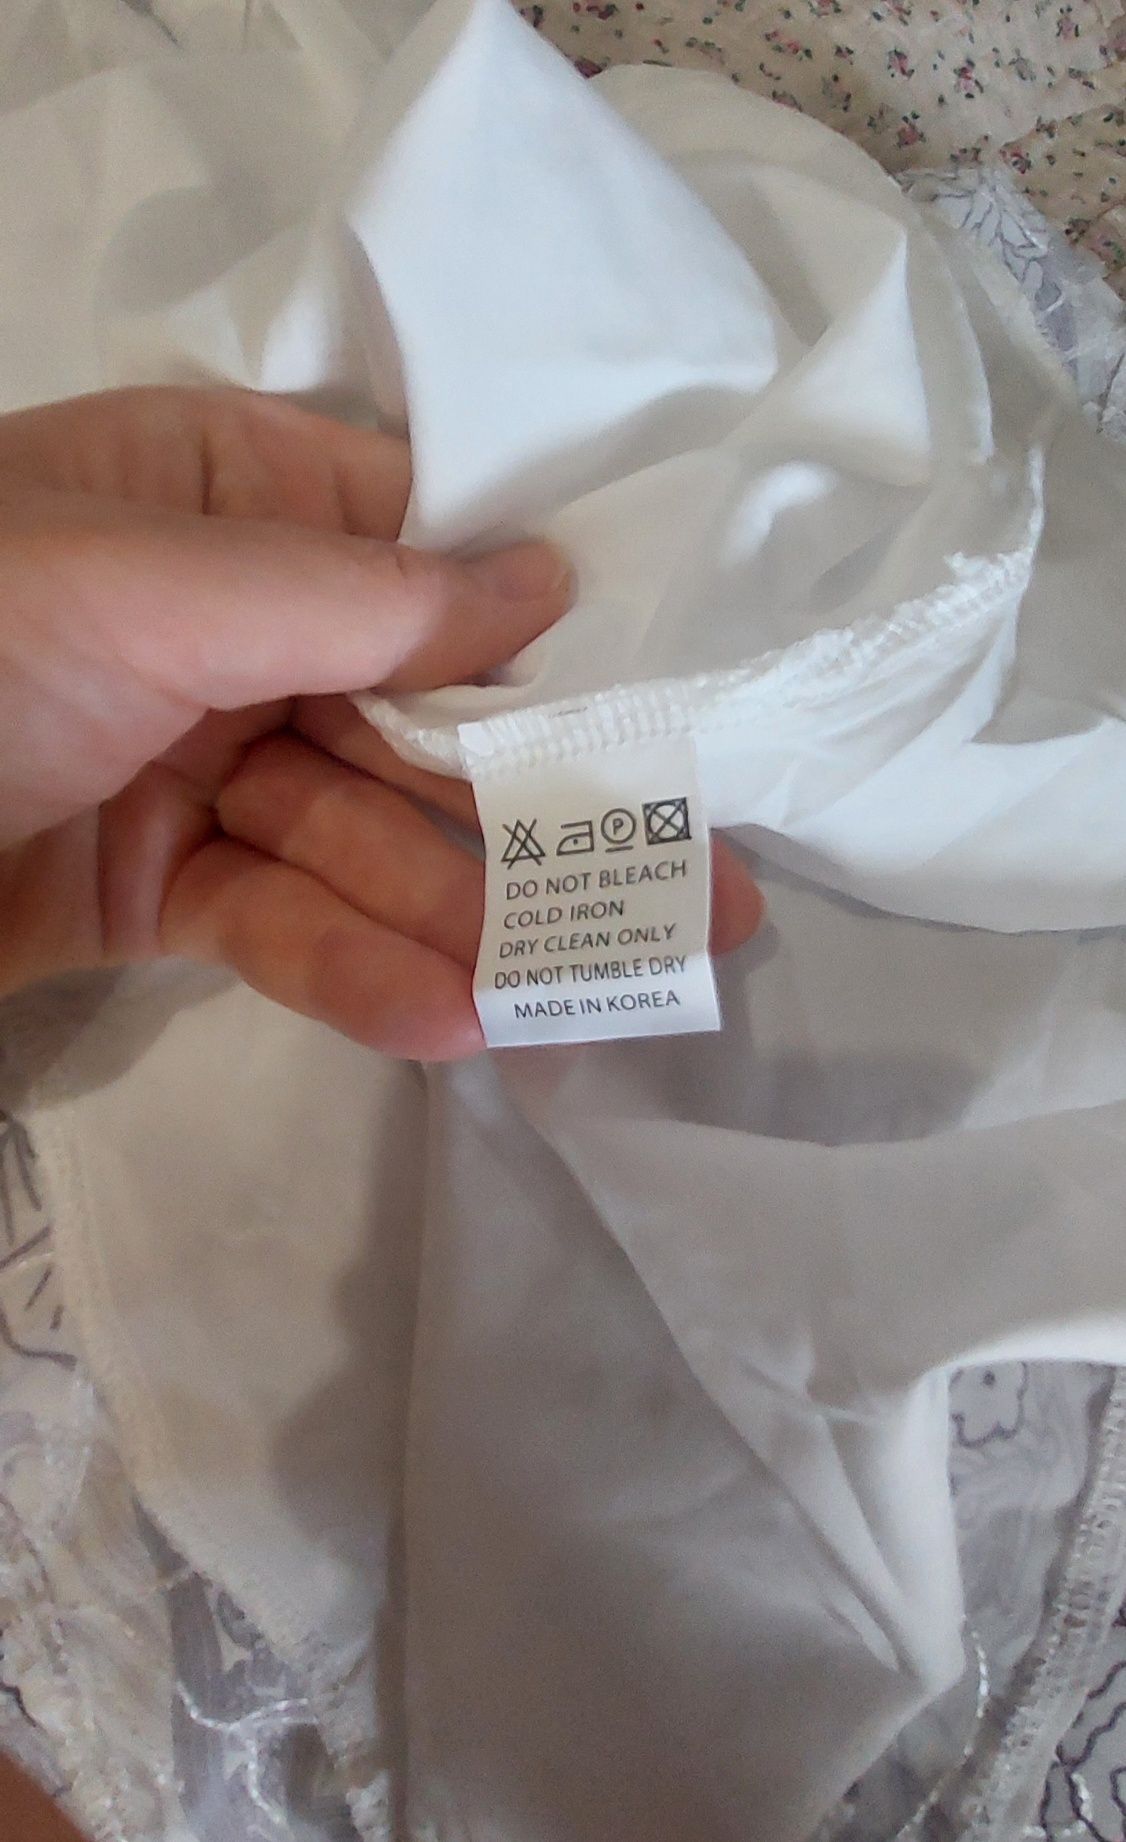 P
DO NOT BLEACH
COLD IRON
DRY CLEAN ONLY
DO NOT TUMBLE DRY
MADE IN KOREA